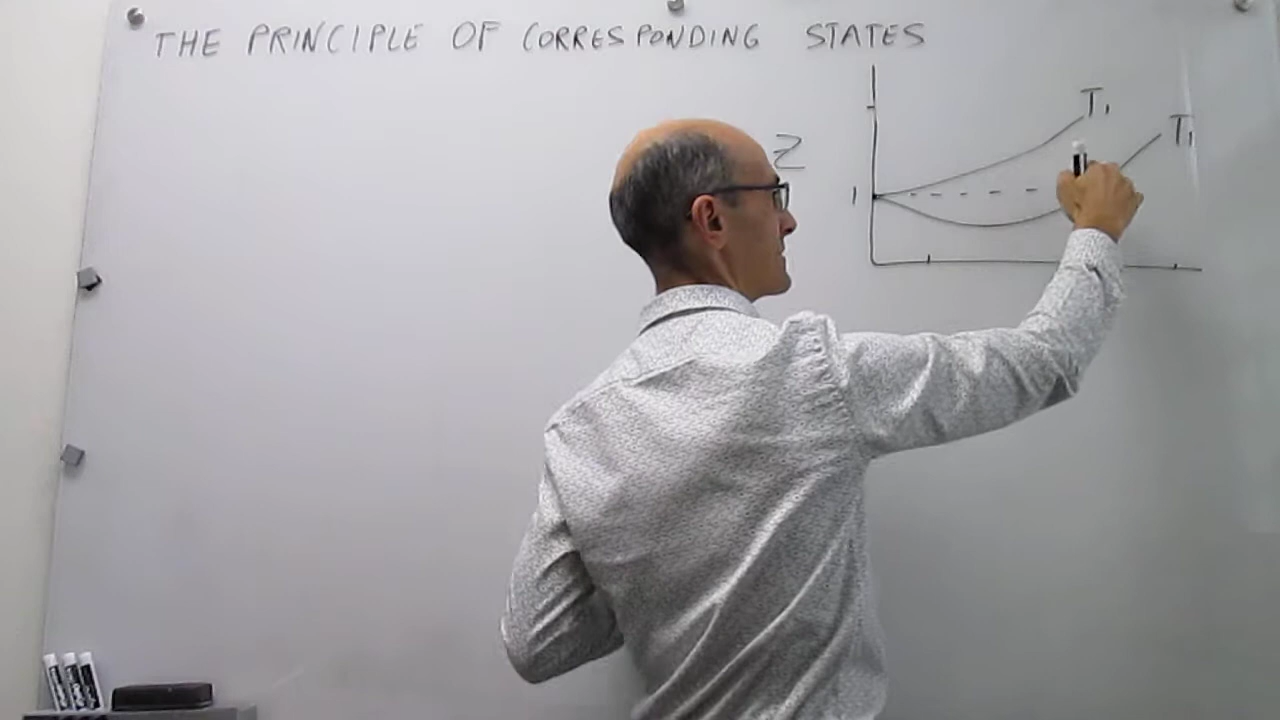 THE PRINCIPLE OF CORRESPONDING STATES
T₁
T₁
Z
1